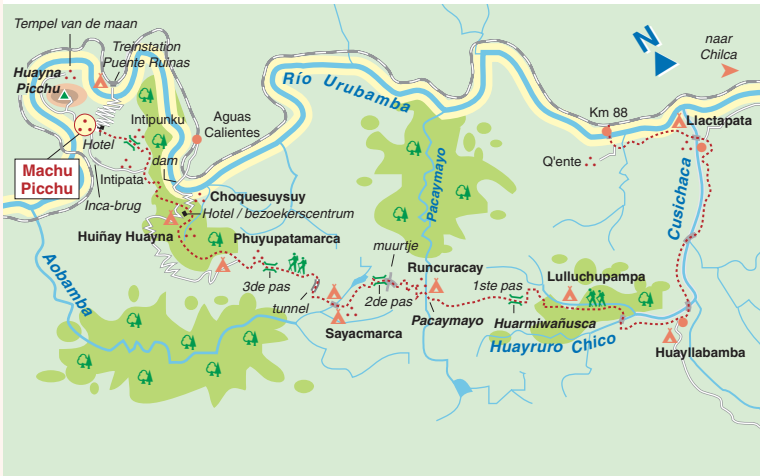 Tempel van de maan
Treinstation
Puente Ruinas
Huayna
Picchu
Río Urubamba
N
naar
Chilca
Intipunku
Aguas
Calientes
Km 88
Llactapata
Hotel
dam
Q'ente
Machu
Picchu
Intipata
Inca-brug
Choquesuysuy
Hotel / bezoekerscentrum
Pacaymayo
Cusichaca
Huiñay Huayna
Phuyupatamarca
muurtje
Aobamba
Runcuracay
1ste pas
Lulluchupampa
3de pas
2de pas
tunnel
Pacaymayo
Huarmiwañusca
Sayacmarca
Huayruro Chico
Huayllabamba